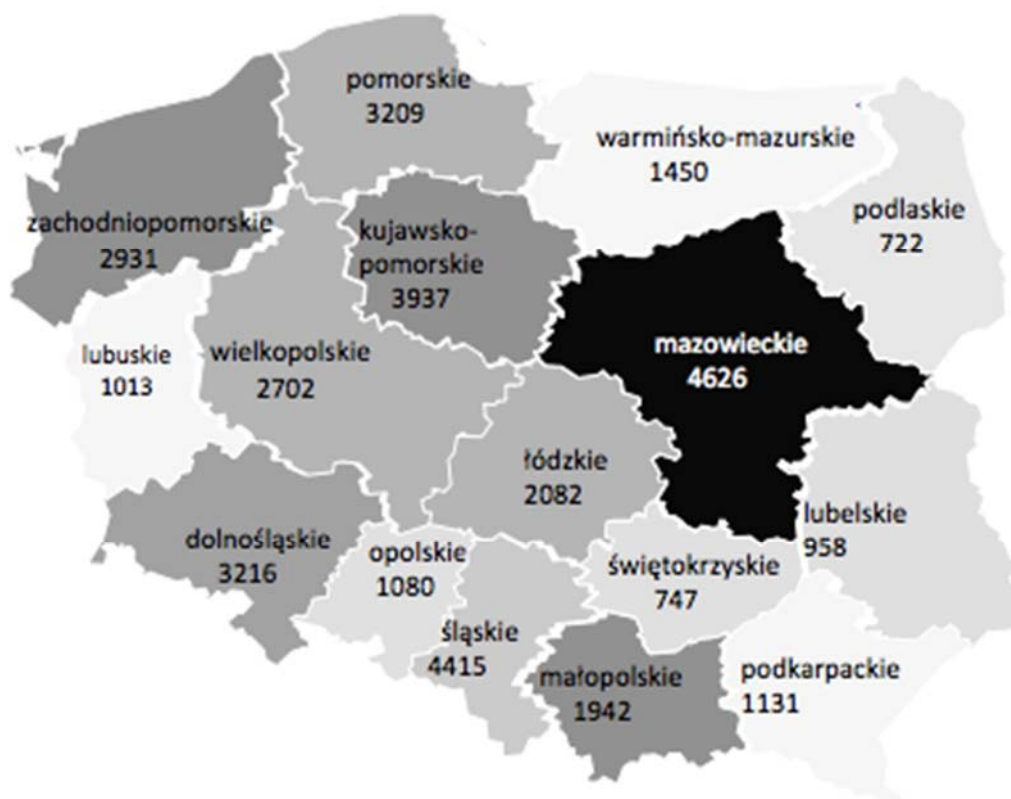 pomorskie
3209
warmińsko-mazurskie
1450
podlaskie
722
zachodniopomorskie
2931
kujawsko-
pomorskie
3937
mazowieckie
4626
lubuskie
1013
wielkopolskie
2702
łódzkie
2082
lubelskie
958
dolnośląskie
3216
opolskie
1080
świętokrzyskie
747
śląskie
4415
małopolskie
1942
podkarpackie
1131